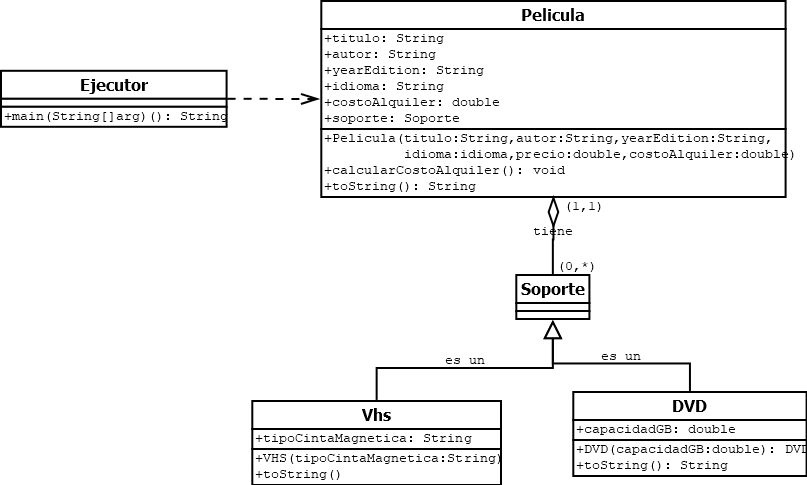 Pelicula
+titulo: String
+autor: String
+yearEdition: String
+idioma: String
+costoAlquiler: double
+soporte: Soporte
+Pelicula(titulo:String,autor:String,yearEdition:String,
idioma:idioma,precio:double,costoAlquiler:double)
+calcularCostoAlquiler(): void
+toString(): String
Ejecutor
+main(String[]arg)(): String
(1,1)
tiene
(0,*)
Soporte
es un
es un
Vhs
+tipoCintaMagnetica: String
+VHS(tipoCintaMagnetica:String)
+toString()
DVD
+capacidadGB: double
+DVD(capacidadGB:double): DVD
+toString(): String